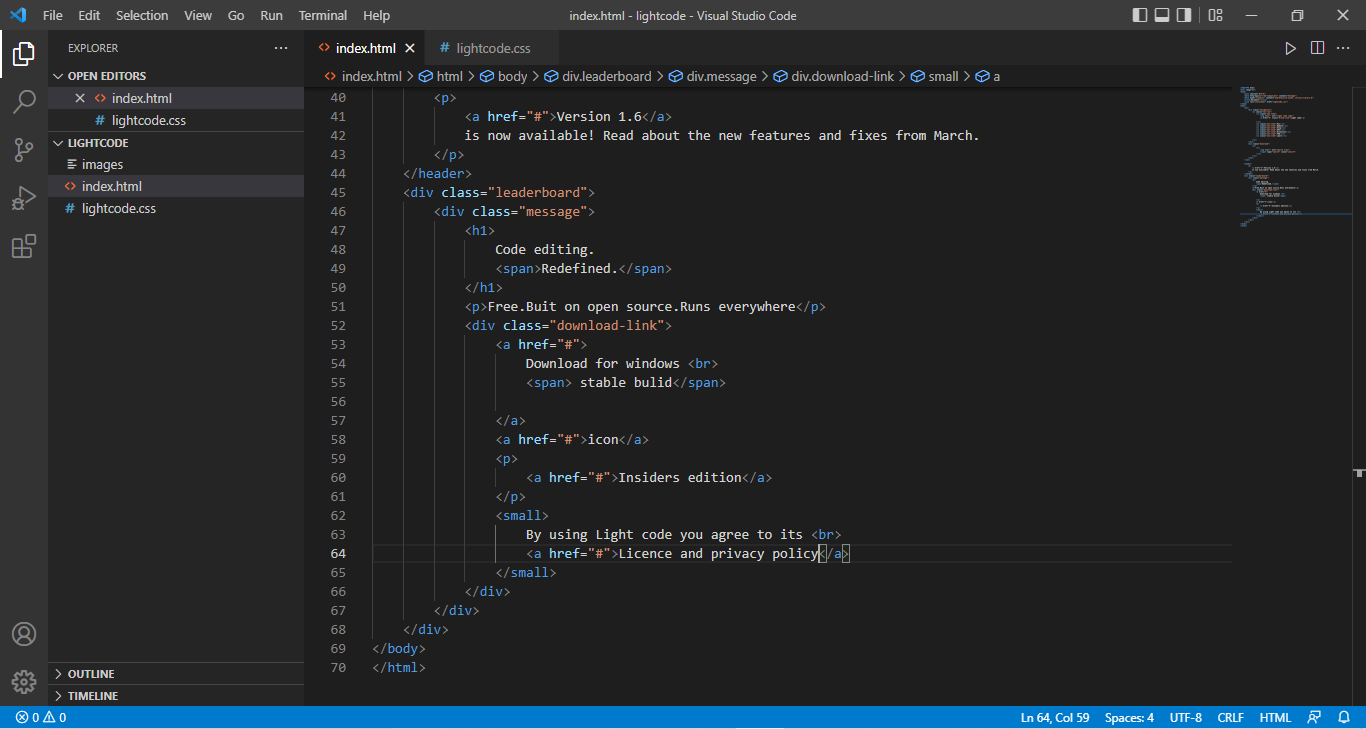 File Edit Selection View Go Run Terminal Help
index.html - lightcode - Visual Studio Code
EXPLORER
OPEN EDITORS
index.html
lightcode.css
LIGHTCODE
images
index.html
lightcode.css
OUTLINE
TIMELINE
index.html
lightcode.css
index.html > html > body > div.leaderboard > div.message > div.download-link > small > a
40 <p>
41 <a href="#">Version 1.6</a>
42 is now available! Read about the new features and fixes from March.
43 </p>
44 </header>
45 <div class="leaderboard">
46 <div class="message">
47 <h1>
48 Code editing.
49 <span>Redefined.</span>
50 </h1>
51 <p>Free.Buit on open source.Runs everywhere</p>
52 <div class="download-link">
53 <a href="#">
54 Download for windows <br>
55 <span> stable bulid</span>
56
57 </a>
58 <a href="#">icon</a>
59 <p>
60 <a href="#">Insiders edition</a>
61 </p>
62 <small>
63 By using Light code you agree to its <br>
64 <a href="#">Licence and privacy policy</a>
65 </small>
66 </div>
67 </div>
68 </div>
69 </body>
70 </html>
0 0
Ln 64, Col 59
Spaces: 4
UTF-8
CRLF
HTML